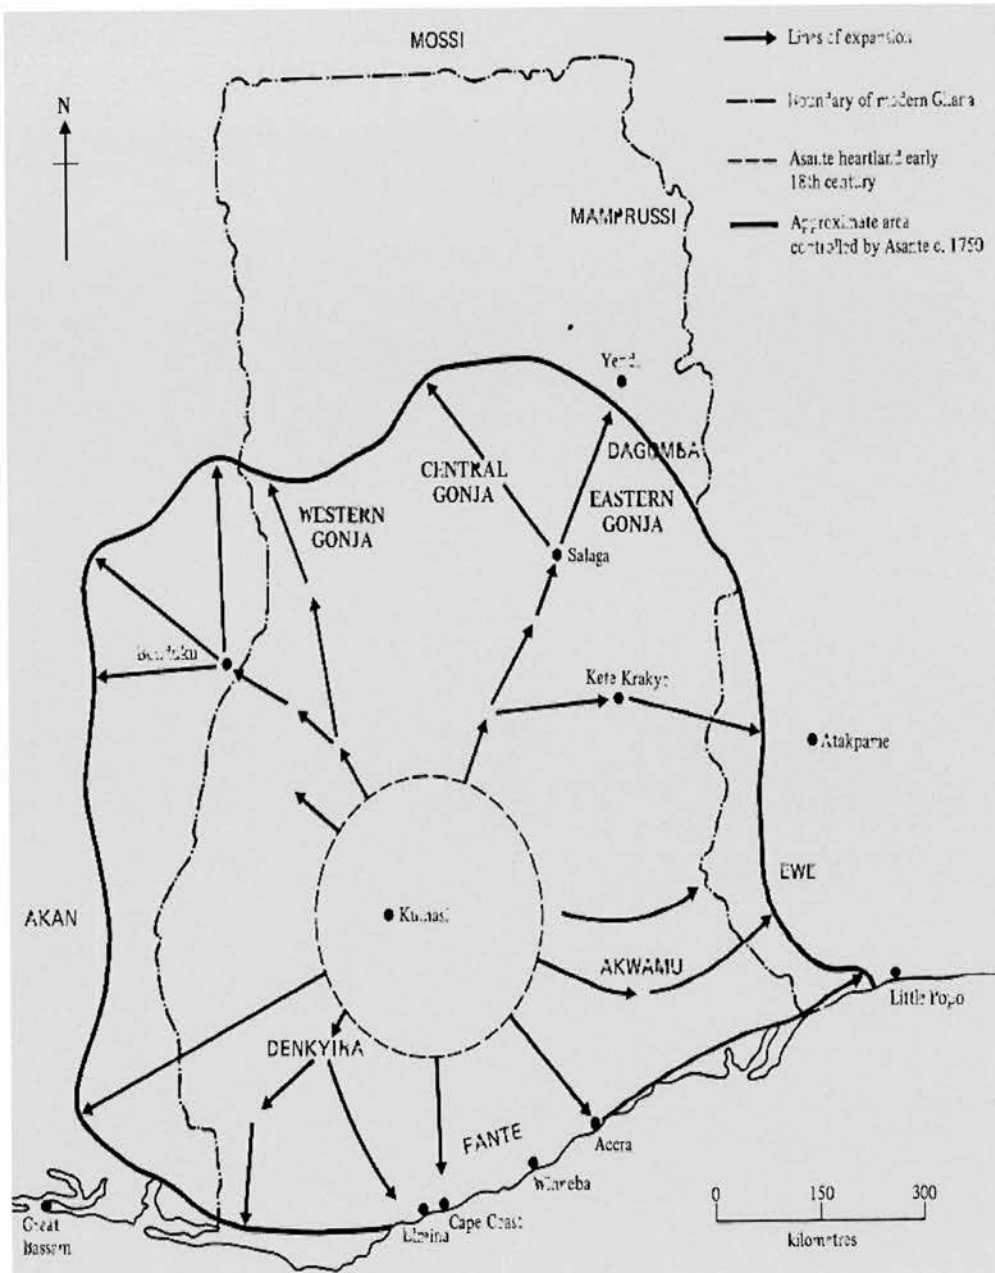 MOSSI
Lines of expansion
N
Boundary of modern Ghana
Asante heartland early
18th century
MAMPRUSSI
Approximate area
controlled by Asante c. 1750
Yendi
DAGOMBA
CENTRAL
GONJA
EASTERN
GONJA
WESTERN
GONJA
Salaga
Bonduku
Kete Krakye
Atakpame
EWE
AKAN
Kumasi
AKWAMU
Little Popo
DENKYIRA
FANTE
Accra
Winneba
Cape Coast
Elmina
Great
Bassam
0 150 300
kilometres